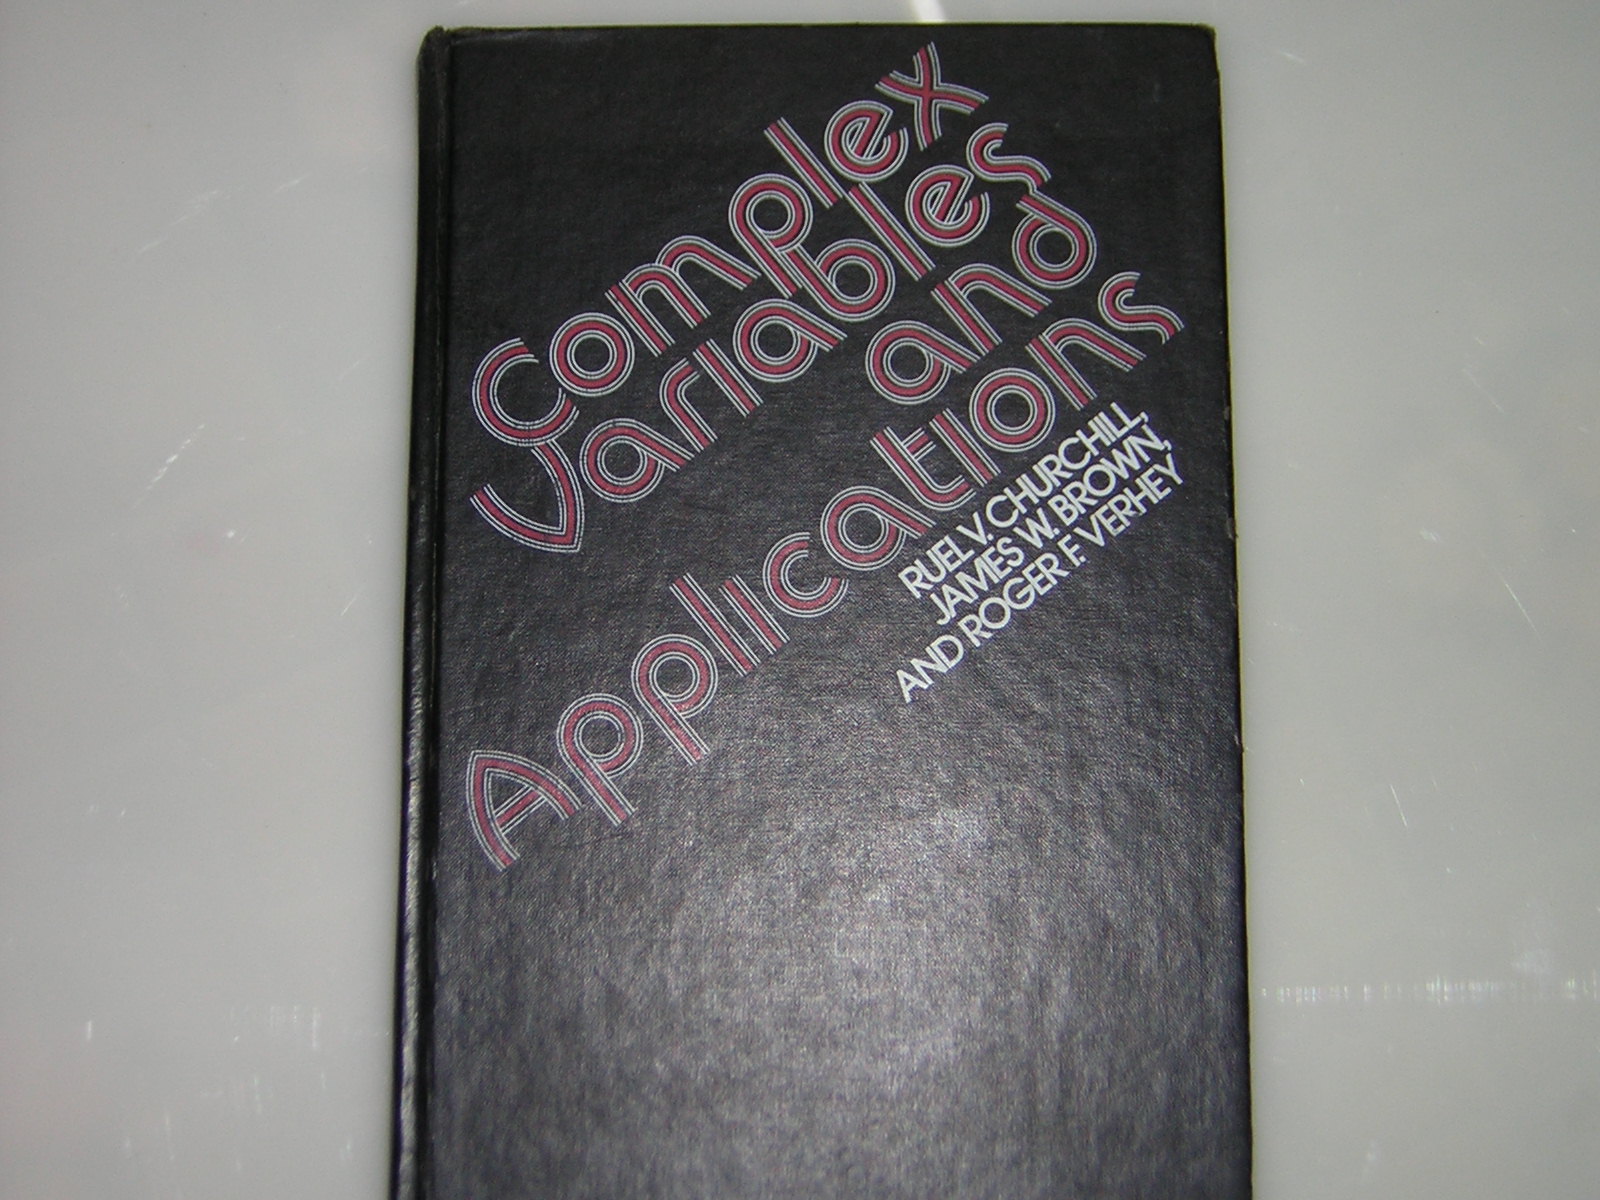 Complex
Variables
and
Applications
RUEL V. CHURCHILL,
JAMES W. BROWN,
AND ROGER F. VERHEY